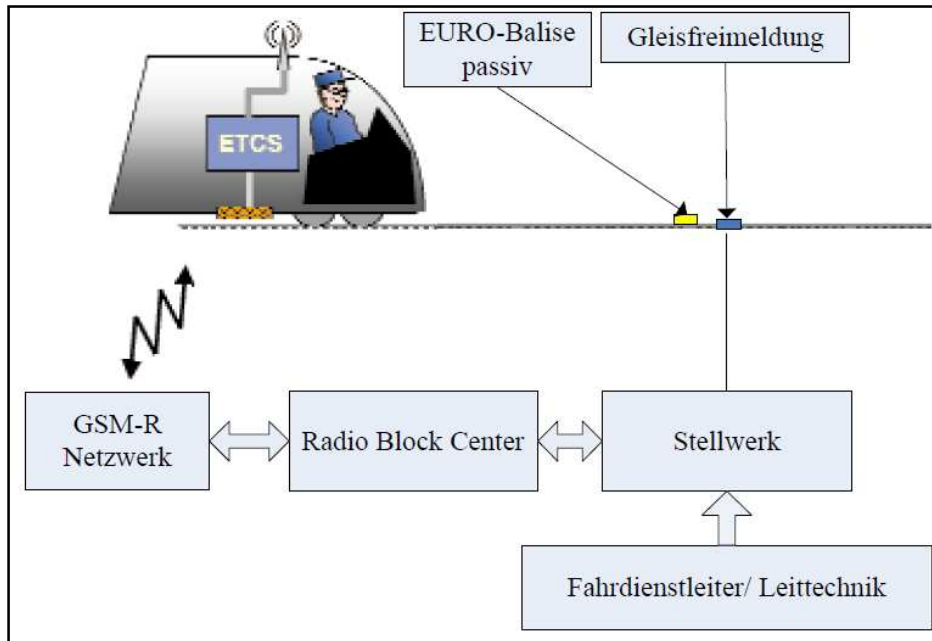 EURO-Balise
passiv
Gleisfreimeldung
ETCS
GSM-R
Netzwerk
Radio Block Center
Stellwerk
Fahrdienstleiter/ Leittechnik